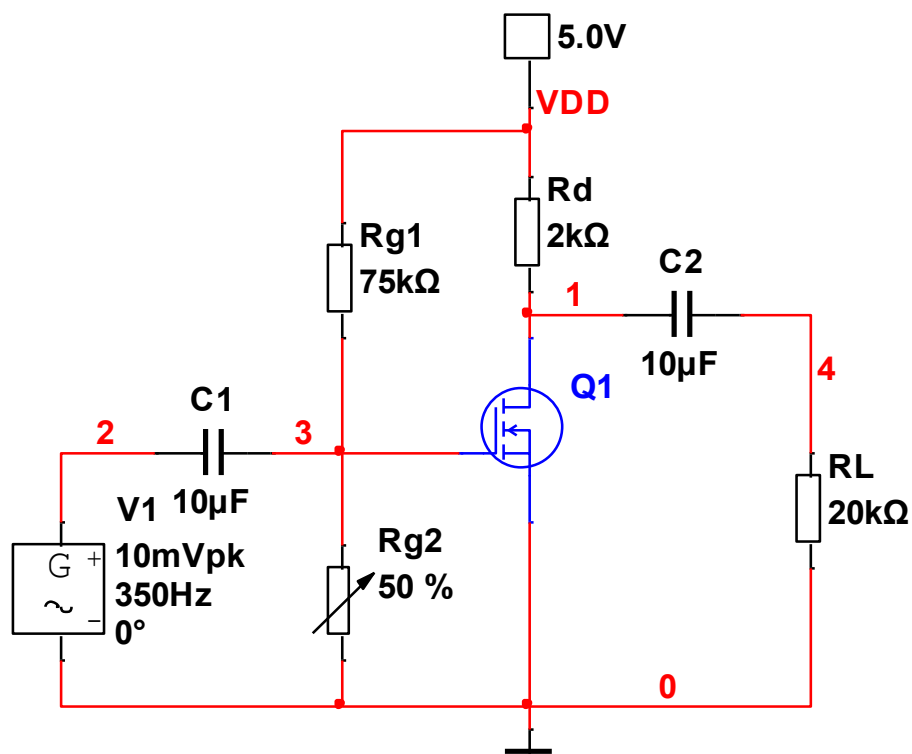 5.0V
VDD
Rd
2kΩ
Rg1
75kΩ
C2
1
10µF
4
Q1
C1
2
3
10µF
RL
20kΩ
V1
10mVpk
350Hz
0°
G
+
−
Rg2
50 %
0